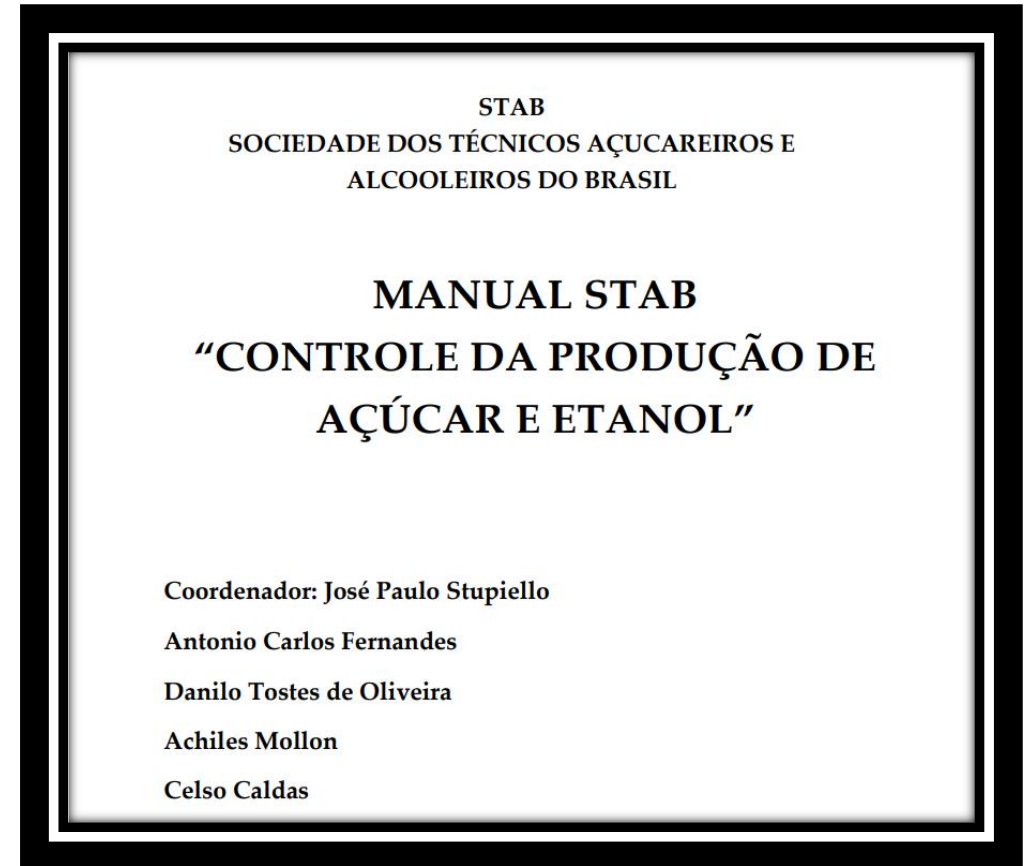 STAB
SOCIEDADE DOS TÉCNICOS AÇUCAREIROS E
ALCOOLEIROS DO BRASIL
MANUAL STAB
“CONTROLE DA PRODUÇÃO DE
AÇÚCAR E ETANOL”
Coordenador: José Paulo Stupiello
Antonio Carlos Fernandes
Danilo Tostes de Oliveira
Achiles Mollon
Celso Caldas